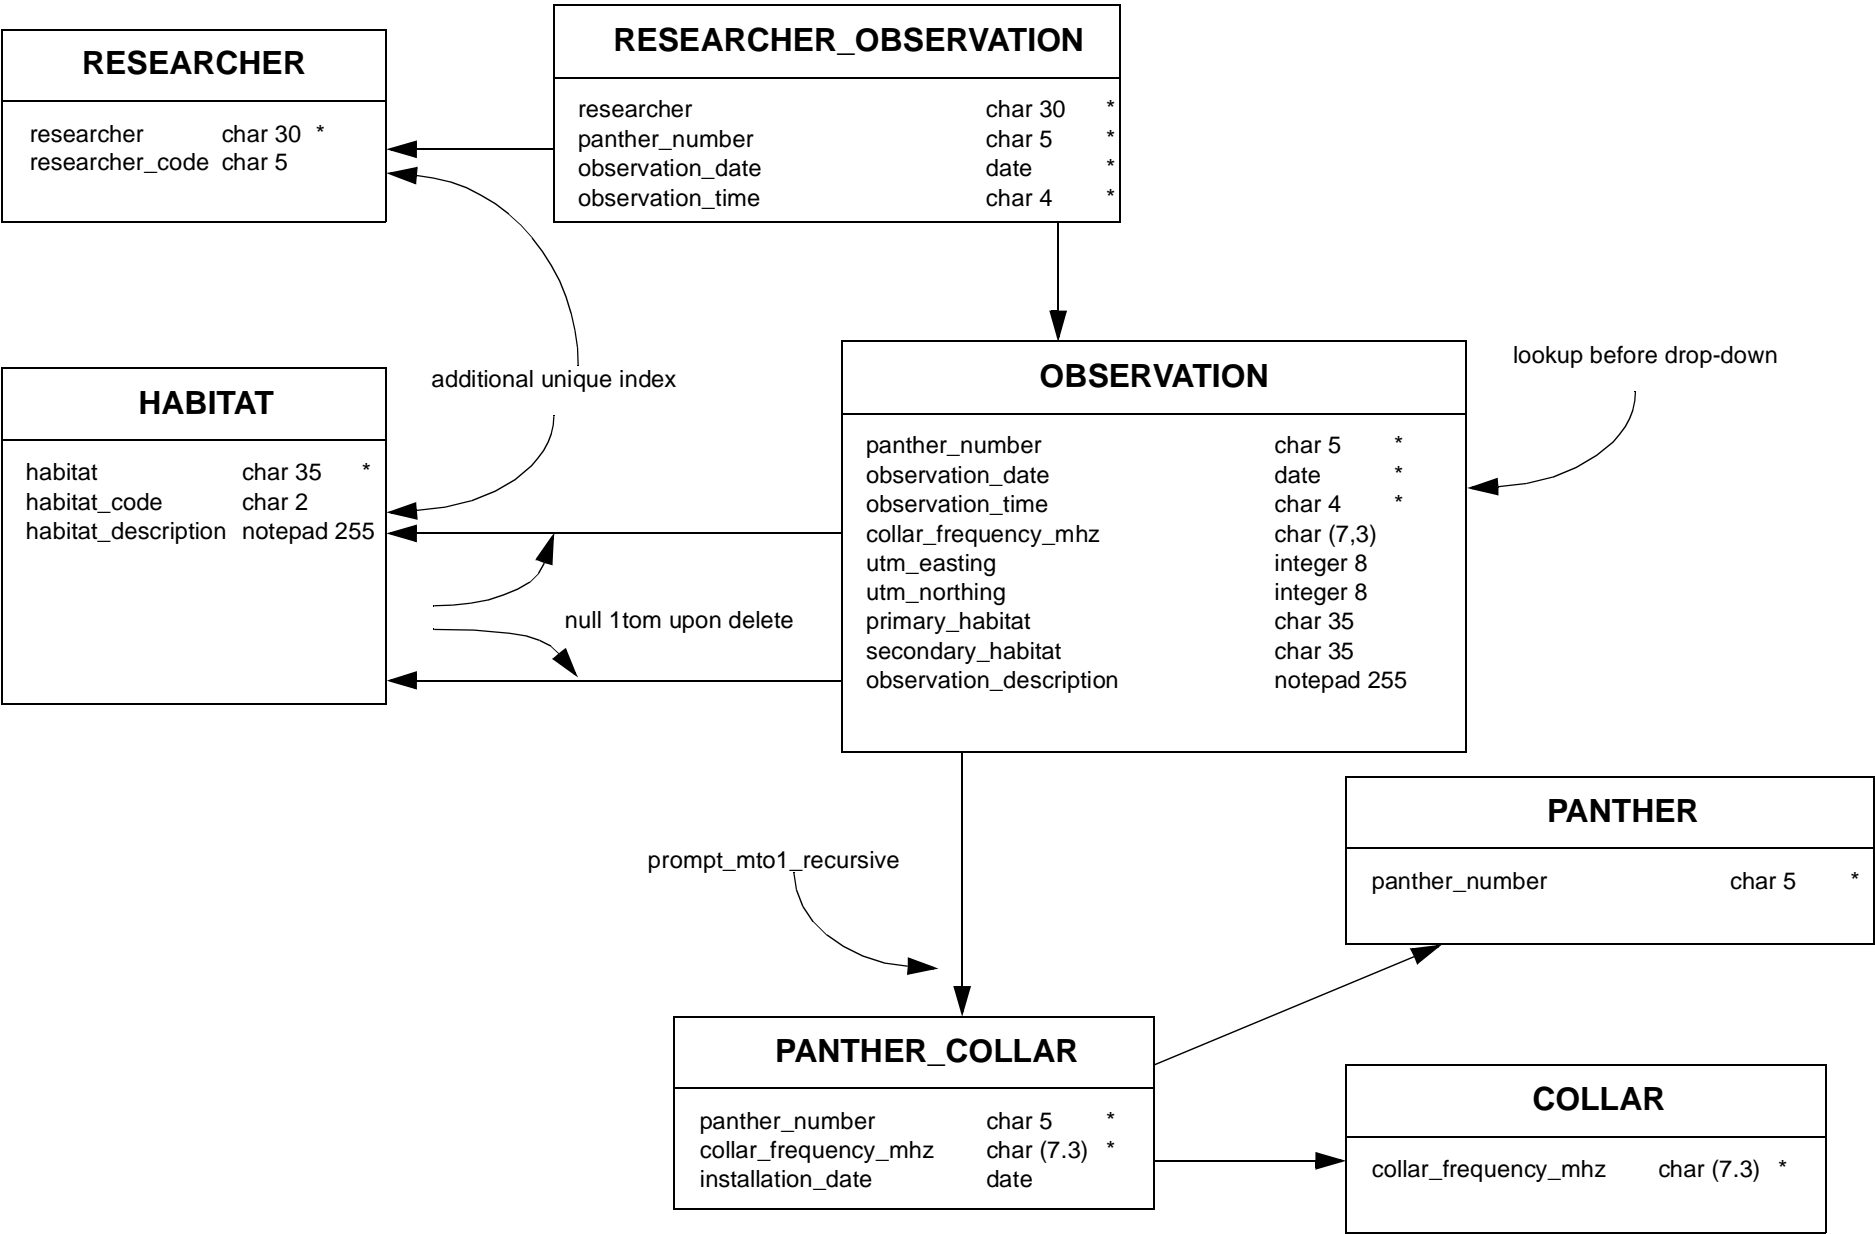 RESEARCHER
researcher char 30 *
researcher_code char 5
RESEARCHER_OBSERVATION
researcher char 30 *
panther_number char 5 *
observation_date date *
observation_time char 4 *
additional unique index
HABITAT
habitat char 35 *
habitat_code char 2
habitat_description notepad 255
null 1tom upon delete
OBSERVATION
panther_number char 5 *
observation_date date *
observation_time char 4 *
collar_frequency_mhz char (7,3)
utm_easting integer 8
utm_northing integer 8
primary_habitat char 35
secondary_habitat char 35
observation_description notepad 255
lookup before drop-down
prompt_mto1_recursive
PANTHER
panther_number char 5 *
PANTHER_COLLAR
panther_number char 5 *
collar_frequency_mhz char (7.3) *
installation_date date
COLLAR
collar_frequency_mhz char (7.3) *